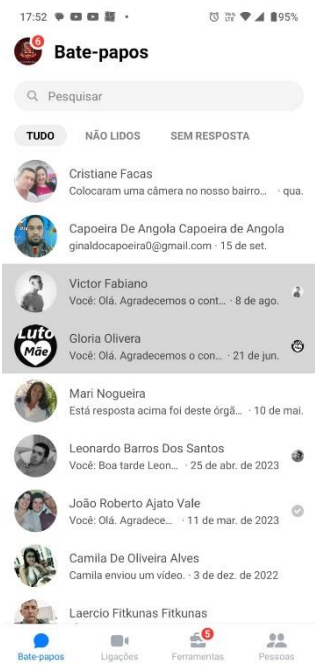 17:52
95%
6
Bate-papos
Pesquisar
TUDO NÃO LIDOS SEM RESPOSTA
Cristiane Facas
Colocaram uma câmera no nosso bairro... · qua.
Capoeira De Angola Capoeira de Angola
ginaldocapoeira0@gmail.com · 15 de set.
Victor Fabiano
Você: Olá. Agradecemos o cont... · 8 de ago.
Luto
Mãe
Gloria Olivera
Você: Olá. Agradecemos o con... · 21 de jun.
Mari Nogueira
Está resposta acima foi deste órgã... · 10 de mai.
Leonardo Barros Dos Santos
Você: Boa tarde Leon... · 25 de abr. de 2023
João Roberto Ajato Vale
Você: Olá. Agradece... · 11 de mar. de 2023
Camila De Oliveira Alves
Camila enviou um vídeo. · 3 de dez. de 2022
Laercio Fitkunas Fitkunas
5
Bate-papos Ligações Ferramentas Pessoas